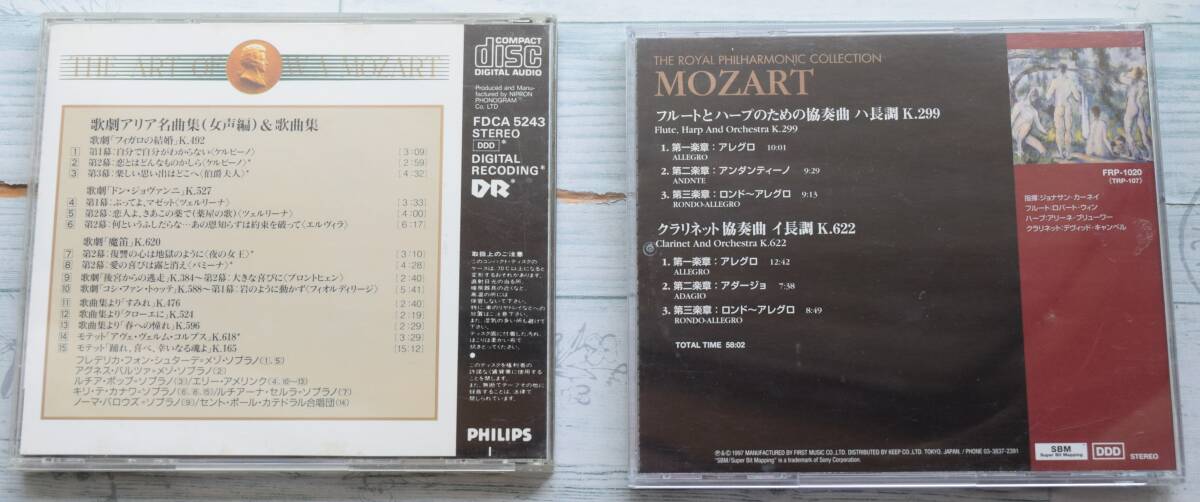 THE ART OF W.A. MOZART
歌劇アリア名曲集(女声編)&歌曲集
歌劇「フィガロの結婚」K.492
1 第1幕:自分で自分がわからない〈ケルビーノ〉 [3:09]
2 第2幕:恋とはどんなものかしら〈ケルビーノ〉* [2:59]
3 第3幕:楽しい思い出はどこへ〈伯爵夫人〉* [4:32]
歌劇「ドン・ジョヴァンニ」K.527
4 第1幕:ぶってよ、マゼット〈ツェルリーナ〉 [3:33]
5 第2幕:恋人よ、さあこの薬で(薬屋の歌)〈ツェルリーナ〉 [4:00]
6 第2幕:何というふしだらな…あの恩知らずは約束を破って〈エルヴィラ〉 [6:17]
歌劇「魔笛」K.620
7 第2幕:復讐の心は地獄のように〈夜の女王〉* [3:10]
8 第2幕:愛の喜びは露と消え〈パミーナ〉* [4:28]
9 歌劇「後宮からの逃走」K.384〜第2幕:大きな喜びに〈ブロントヒェン〉 [2:40]
10 歌劇「コシ・ファン・トゥッテ」K.588〜第1幕:岩のように動かず〈フィオルディリージ〉 [5:41]
11 歌曲集より「すみれ」K.476 [2:40]
12 歌曲集より「クローエに」K.524 [2:19]
13 歌曲集より「春への憧れ」K.596 [2:29]
14 モテット「アヴェ・ヴェルム・コルプス」K.618* [3:29]
15 モテット「踊れ、喜べ、幸いなる魂よ」K.165 [15:12]
フレデリカ・フォン・シュターデ=メゾ・ソプラノ(1、5)
アグネス・バルツァ=メゾ・ソプラノ(2)
ルチア・ポップ=ソプラノ(3)/エリー・アメリンク(4、10〜13)
キリ・テ・カナワ=ソプラノ(6、8、15)/ルチアーナ・セルラ=ソプラノ(7)
ノーマ・バロウズ=ソプラノ(9)/セント・ポール・カテドラル合唱団(14)
COMPACT
disc
DIGITAL AUDIO
Produced and Manu-
factured by NIPPON
PHONOGRAM
Co. LTD
FDCA 5243
STEREO
DDD *
DIGITAL
RECODING*
DR*
取扱上のご注意
PHILIPS
I
THE ROYAL PHILHARMONIC COLLECTION
MOZART
フルートとハープのための協奏曲 ハ長調 K.299
Flute, Harp And Orchestra K.299
1. 第一楽章:アレグロ 10:01
ALLEGRO
2. 第二楽章:アンダンティーノ 9:29
ANDNTE
3. 第三楽章:ロンド〜アレグロ 9:13
RONDO-ALLEGRO
クラリネット協奏曲 イ長調 K.622
Clarinet And Orchestra K.622
1. 第一楽章:アレグロ 12:42
ALLEGRO
2. 第二楽章:アダージョ 7:38
ADAGIO
3. 第三楽章:ロンド〜アレグロ 8:49
RONDO-ALLEGRO
TOTAL TIME 58:02
℗&© 1997 MANUFACTURED BY FIRST MUSIC CO.,LTD. DISTRIBUTED BY KEEP CO.,LTD. TOKYO, JAPAN. / PHONE 03-3837-2391
"SBM/Super Bit Mapping" is a trademark of Sony Corporation.
FRP-1020
(TRP-107)
指揮:ジョナサン・カーネイ
フルート:ロバート・ウィン
ハープ:アリーネ・ブリューワー
クラリネット:デヴィッド・キャンベル
SBM
Super Bit Mapping
DDD
STEREO